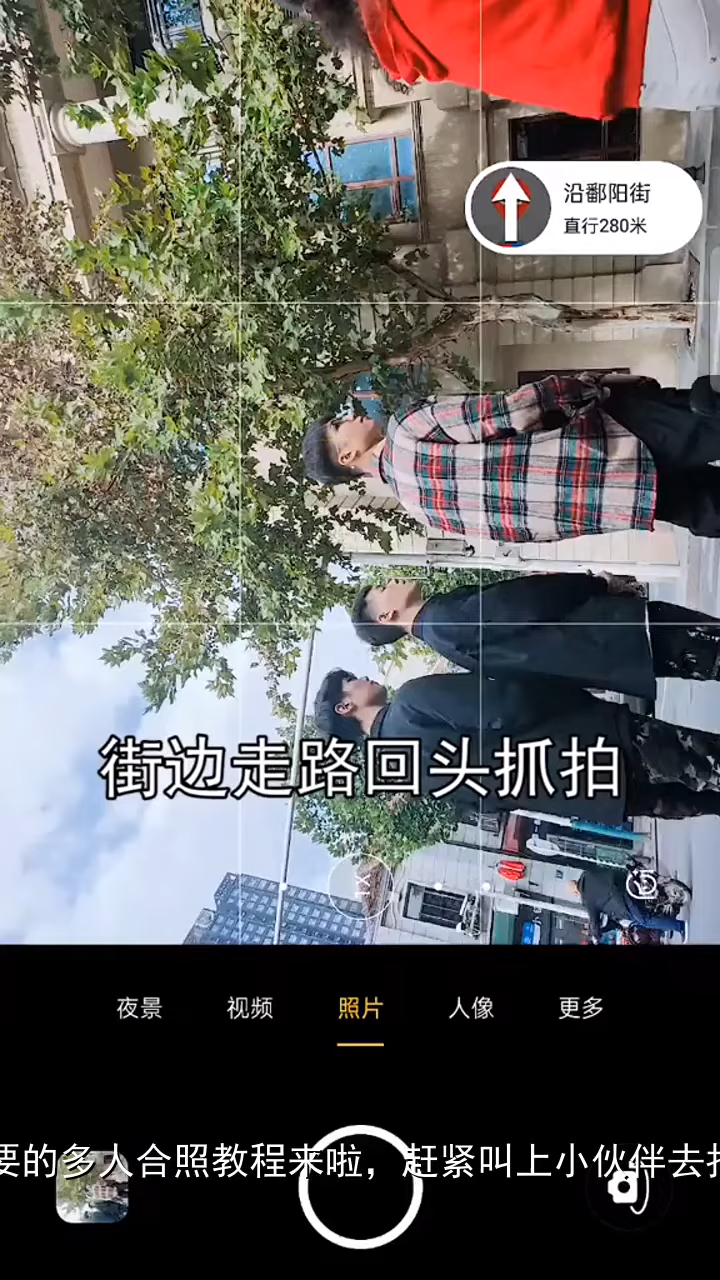 沿鄱阳街
直行280米
街边走路回头抓拍
1X
夜景 视频 照片 人像 更多
要的多人合照教程来啦，赶紧叫上小伙伴去